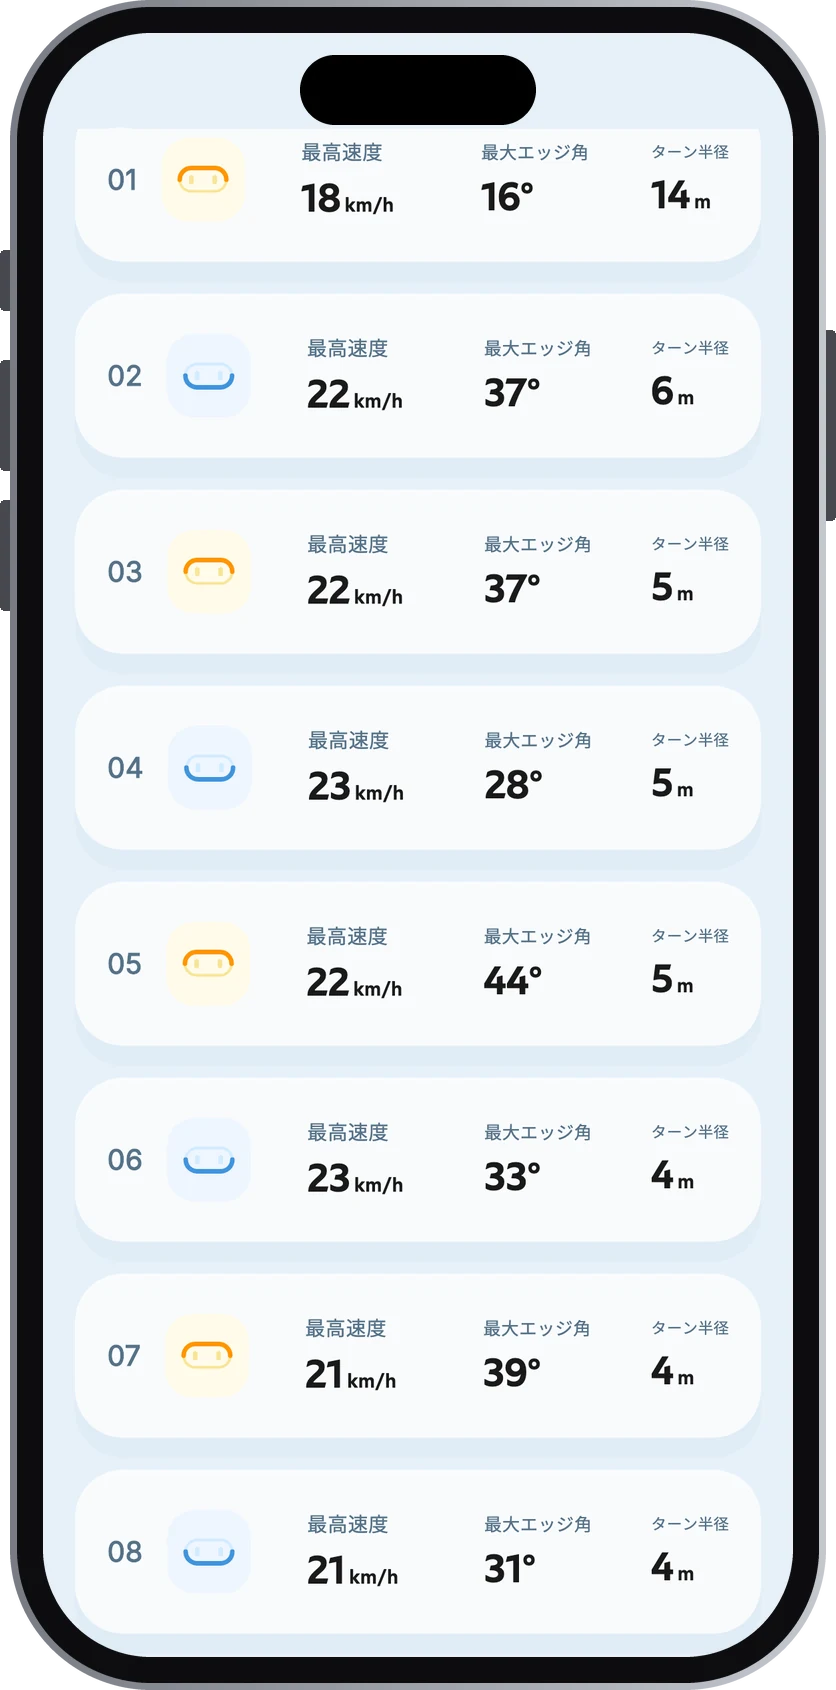 01 最高速度 最大エッジ角 ターン半径
18 km/h 16° 14 m
02 最高速度 最大エッジ角 ターン半径
22 km/h 37° 6 m
03 最高速度 最大エッジ角 ターン半径
22 km/h 37° 5 m
04 最高速度 最大エッジ角 ターン半径
23 km/h 28° 5 m
05 最高速度 最大エッジ角 ターン半径
22 km/h 44° 5 m
06 最高速度 最大エッジ角 ターン半径
23 km/h 33° 4 m
07 最高速度 最大エッジ角 ターン半径
21 km/h 39° 4 m
08 最高速度 最大エッジ角 ターン半径
21 km/h 31° 4 m